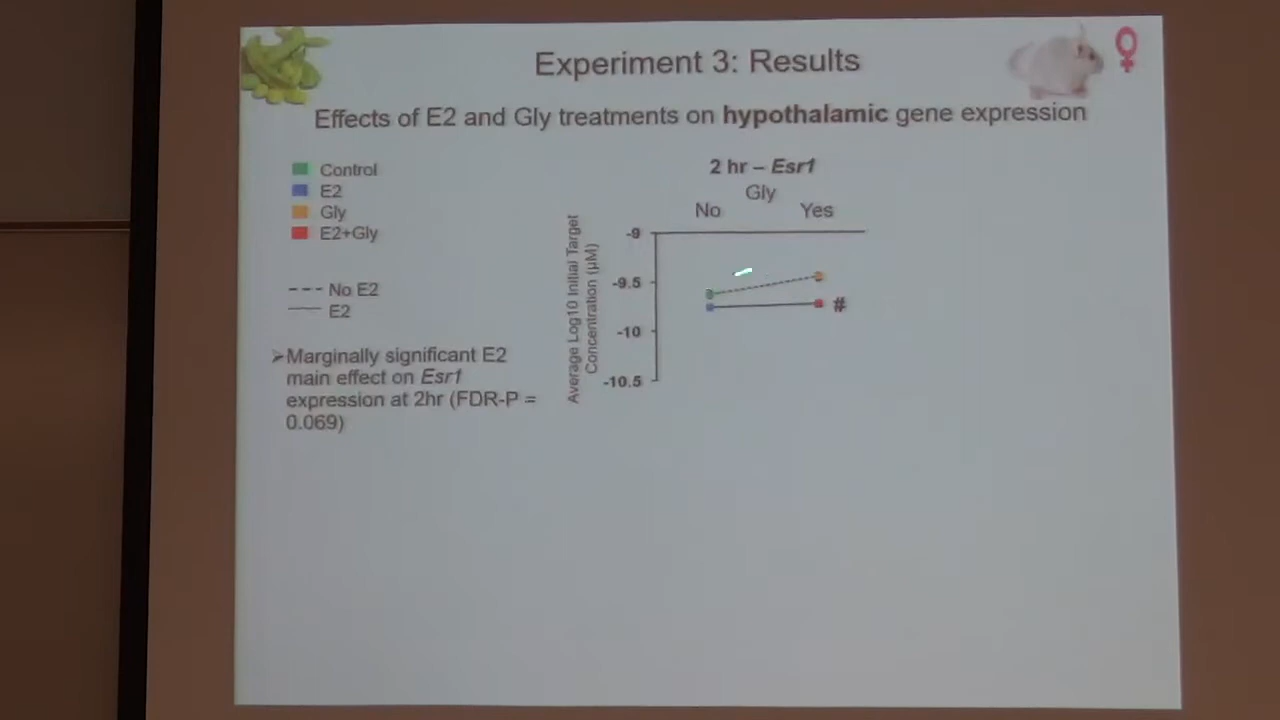 Experiment 3: Results
Effects of E2 and Gly treatments on hypothalamic gene expression
Control
E2
Gly
E2+Gly
No E2
E2
➢Marginally significant E2
main effect on Esr1
expression at 2hr (FDR-P =
0.069)
2 hr – Esr1
Gly
No Yes
Average Log10 Initial Target
Concentration (µM)
-9
-9.5
-10
-10.5
#